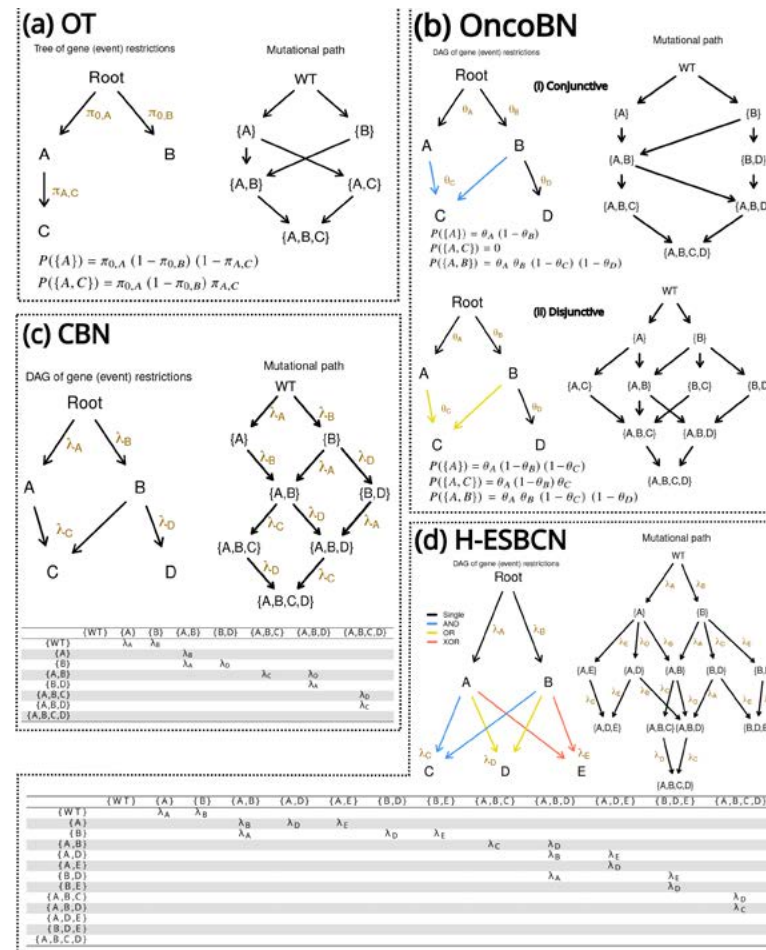 (a) OT
Tree of gene (event) restrictions
Mutational path
Root
WT
π0,A
π0,B
{A}
{B}
A
B
πA,C
{A,B}
{A,C}
C
{A,B,C}
P({A}) = π0,A (1 − π0,B) (1 − πA,C)
P({A, C}) = π0,A (1 − π0,B) πA,C
(b) OncoBN
DAG of gene (event) restrictions
Mutational path
Root
(i) Conjunctive
WT
θA
θB
{A}
{B}
A
B
{A,B}
{B,D}
θC
θD
C
D
{A,B,C}
{A,B,D}
{A,B,C,D}
P({A}) = θA (1 − θB)
P({A, C}) = 0
P({A, B}) = θA θB (1 − θC) (1 − θD)
Root
(ii) Disjunctive
WT
θA
θB
{A}
{B}
A
B
{A,C}
{A,B}
{B,C}
{B,D
θC
θD
C
D
{A,B,C}
{A,B,D}
{A,B,C,D}
P({A}) = θA (1−θB) (1−θC)
P({A, C}) = θA (1−θB) θC
P({A, B}) = θA θB (1 − θC) (1 − θD)
(c) CBN
DAG of gene (event) restrictions
Mutational path
Root
WT
λ-A
λ-B
λ-A
λ-B
{A}
{B}
A
B
λ-B
λ-A
λ-D
{A,B}
{B,D}
λ-C
λ-D
λ-C
λ-D
λ-A
C
D
{A,B,C}
{A,B,D}
λ-D
λ-C
{A,B,C,D}
{WT} {A} {B} {A,B} {B,D} {A,B,C} {A,B,D} {A,B,C,D}
{WT} λA λB
{A} λB
{B} λA λD
{A,B} λC λD
{B,D} λA
{A,B,C} λD
{A,B,D} λC
{A,B,C,D}
(d) H-ESBCN
DAG of gene (event) restrictions
Mutational path
Root
WT
Single
AND
OR
XOR
λA
λB
λA
λB
{A}
{B}
A
B
λE
λD
λB
λA
λC
λE
{A,E}
{A,D}
{A,B}
{B,D}
λC
λD
λE
C
D
E
{A,D,E}
{A,B,C}
{A,B,D}
{B,D,E
λD
λC
{A,B,C,D}
{WT} {A} {B} {A,B} {A,D} {A,E} {B,D} {B,E} {A,B,C} {A,B,D} {A,D,E} {B,D,E} {A,B,C,D}
{WT} λA λB
{A} λB λD λE
{B} λA λD λE
{A,B} λC λD
{A,D} λB λE
{A,E} λD
{B,D} λA λE
{B,E} λD
{A,B,C} λD
{A,B,D} λC
{A,D,E}
{B,D,E}
{A,B,C,D}